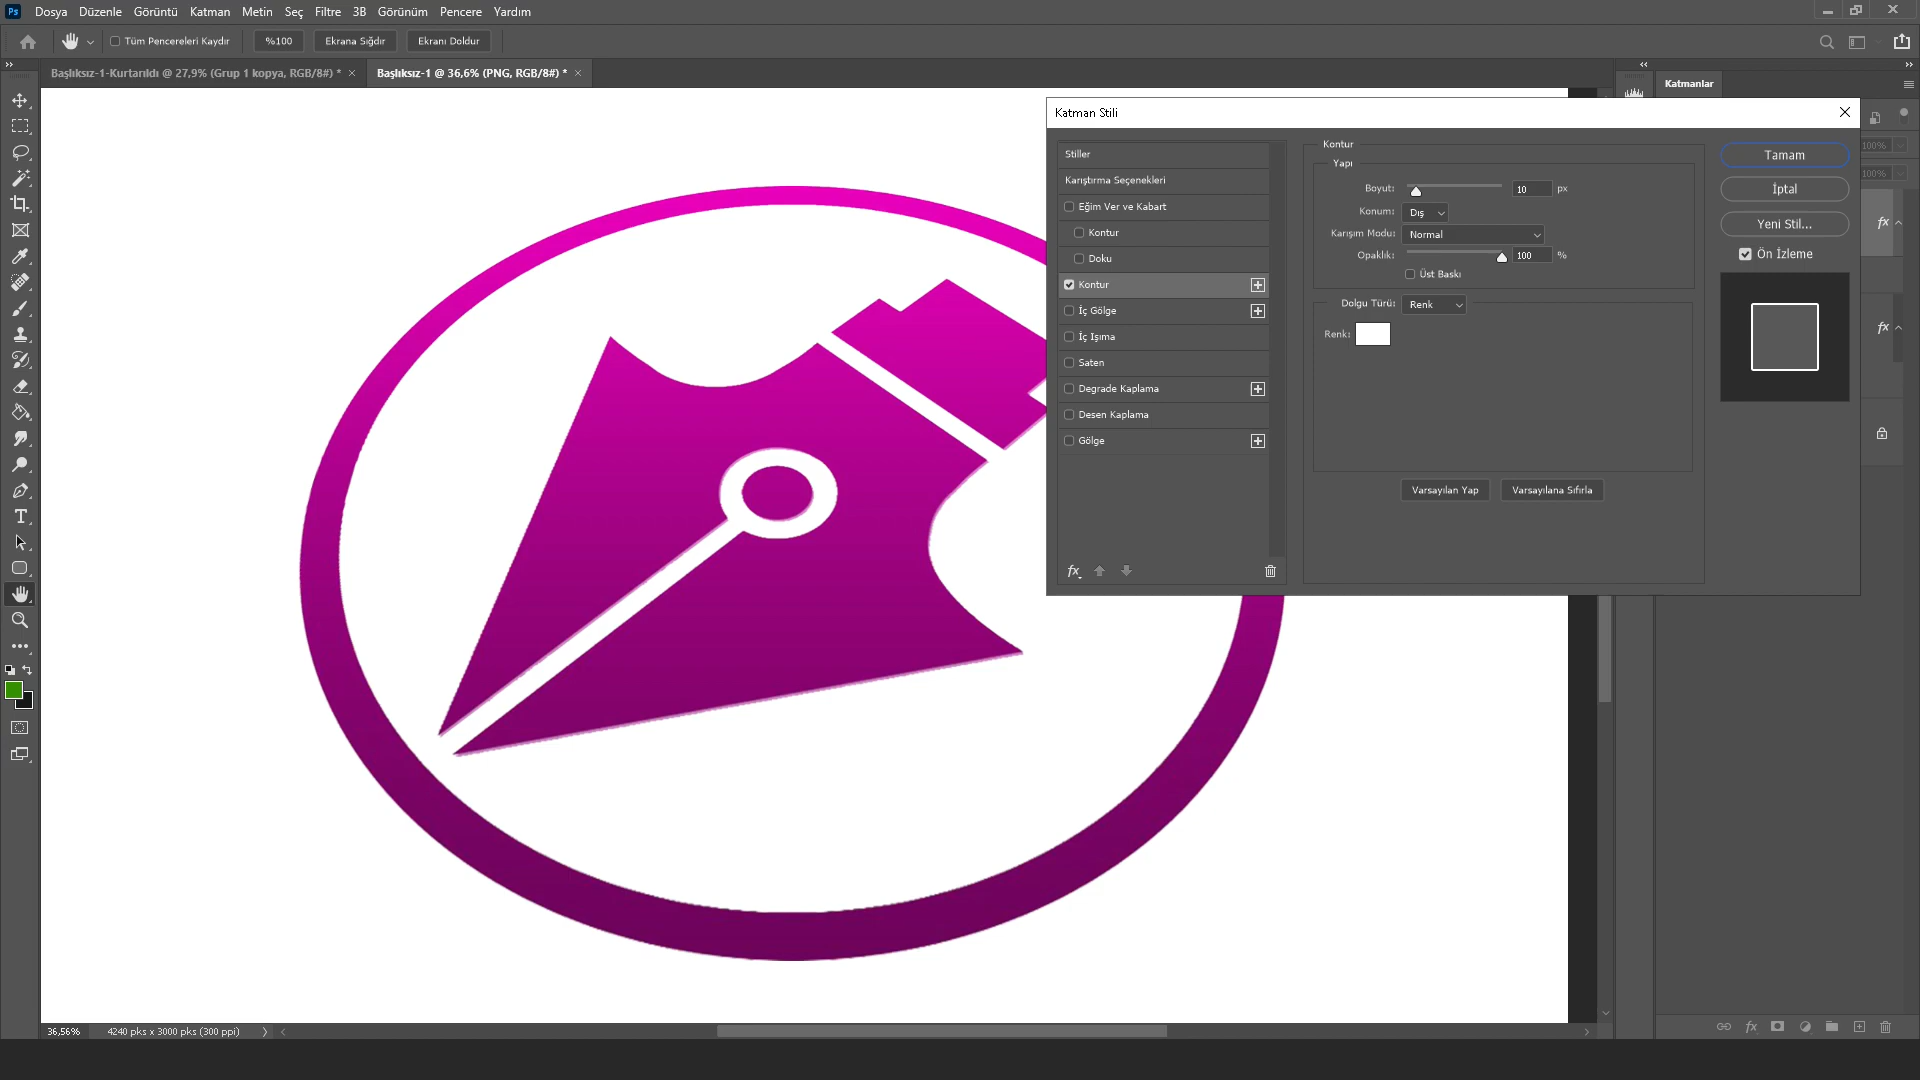 Ps Dosya Düzenle Görüntü Katman Metin Seç Filtre 3B Görünüm Pencere Yardım
Tüm Pencereleri Kaydır %100 Ekrana Sığdır Ekranı Doldur
Başlıksız-1-Kurtarıldı @ 27,9% (Grup 1 kopya, RGB/8#) * × Başlıksız-1 @ 36,6% (PNG, RGB/8#) * ×
Katmanlar
Katman Stili
Stiller
Karıştırma Seçenekleri
Eğim Ver ve Kabart
Kontur
Doku
Kontur
İç Gölge
İç Işıma
Saten
Degrade Kaplama
Desen Kaplama
Gölge
fx
Kontur
Yapı
Boyut: 10 px
Konum: Dış
Karışım Modu: Normal
Opaklık: 100 %
Üst Baskı
Dolgu Türü: Renk
Renk:
Varsayılan Yap Varsayılana Sıfırla
Tamam
İptal
Yeni Stil...
Ön İzleme
100%
100%
fx
fx
36,56% 4240 pks x 3000 pks (300 ppi)
fx